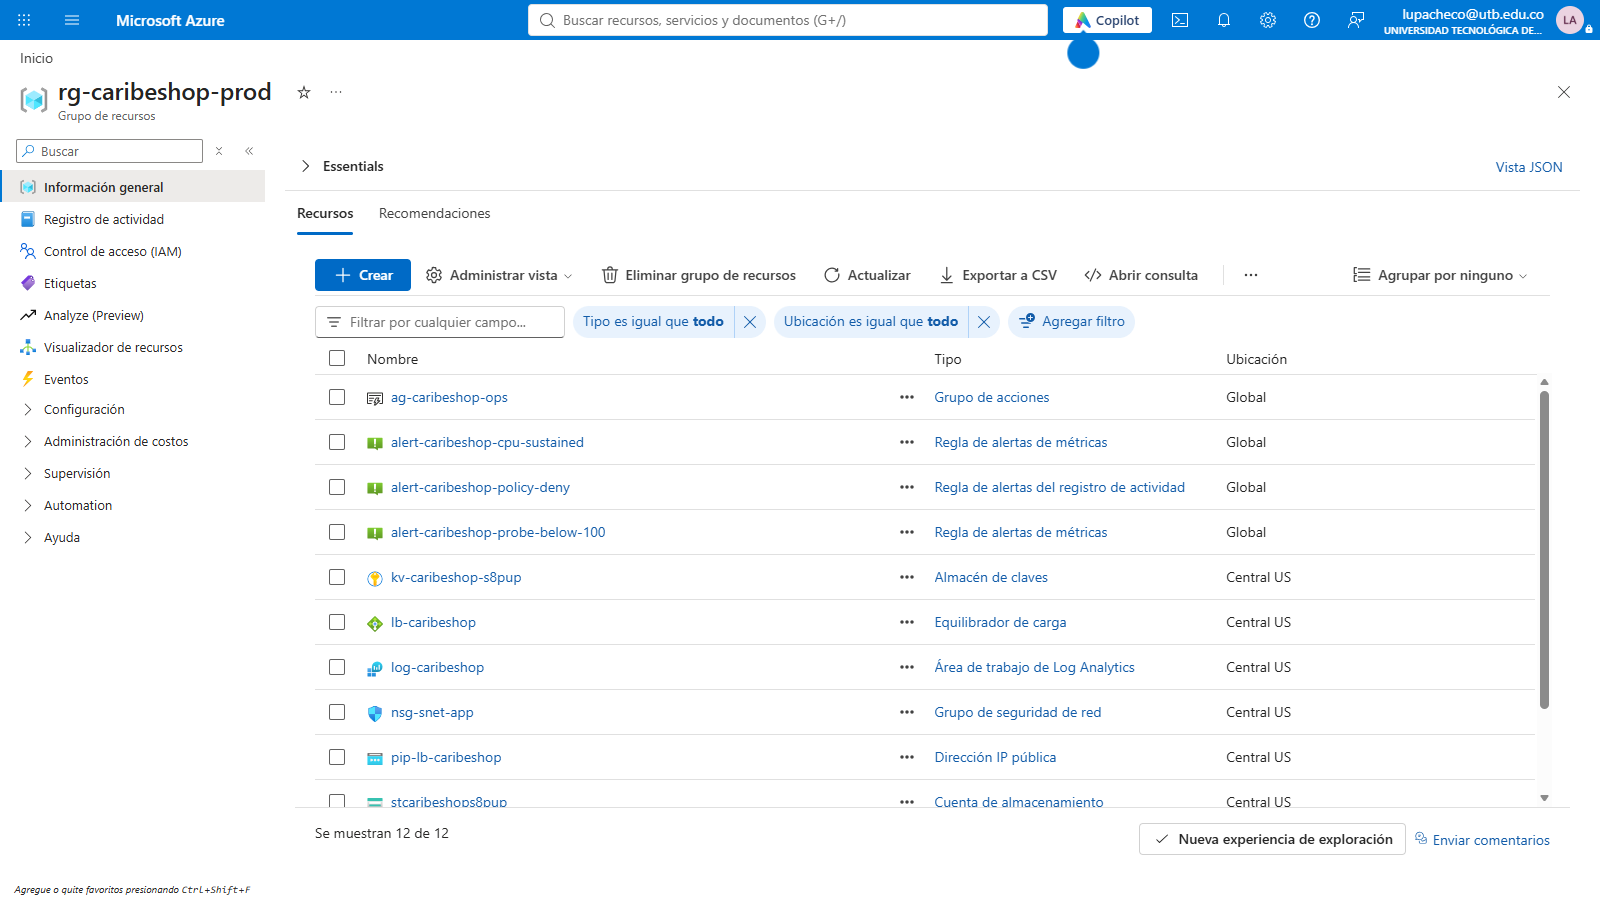 Microsoft Azure
Buscar recursos, servicios y documentos (G+/)
Copilot
lupacheco@utb.edu.co
UNIVERSIDAD TECNOLÓGICA DE...
LA
Inicio
rg-caribeshop-prod
Grupo de recursos
Buscar
Información general
Registro de actividad
Control de acceso (IAM)
Etiquetas
Analyze (Preview)
Visualizador de recursos
Eventos
Configuración
Administración de costos
Supervisión
Automation
Ayuda
Essentials
Vista JSON
Recursos Recomendaciones
Crear Administrar vista Eliminar grupo de recursos Actualizar Exportar a CSV Abrir consulta Agrupar por ninguno
Filtrar por cualquier campo... Tipo es igual que todo Ubicación es igual que todo Agregar filtro
Nombre Tipo Ubicación
ag-caribeshop-ops Grupo de acciones Global
alert-caribeshop-cpu-sustained Regla de alertas de métricas Global
alert-caribeshop-policy-deny Regla de alertas del registro de actividad Global
alert-caribeshop-probe-below-100 Regla de alertas de métricas Global
kv-caribeshop-s8pup Almacén de claves Central US
lb-caribeshop Equilibrador de carga Central US
log-caribeshop Área de trabajo de Log Analytics Central US
nsg-snet-app Grupo de seguridad de red Central US
pip-lb-caribeshop Dirección IP pública Central US
stcaribeshops8pup Cuenta de almacenamiento Central US
Se muestran 12 de 12
Nueva experiencia de exploración
Enviar comentarios
Agregue o quite favoritos presionando Ctrl+Shift+F